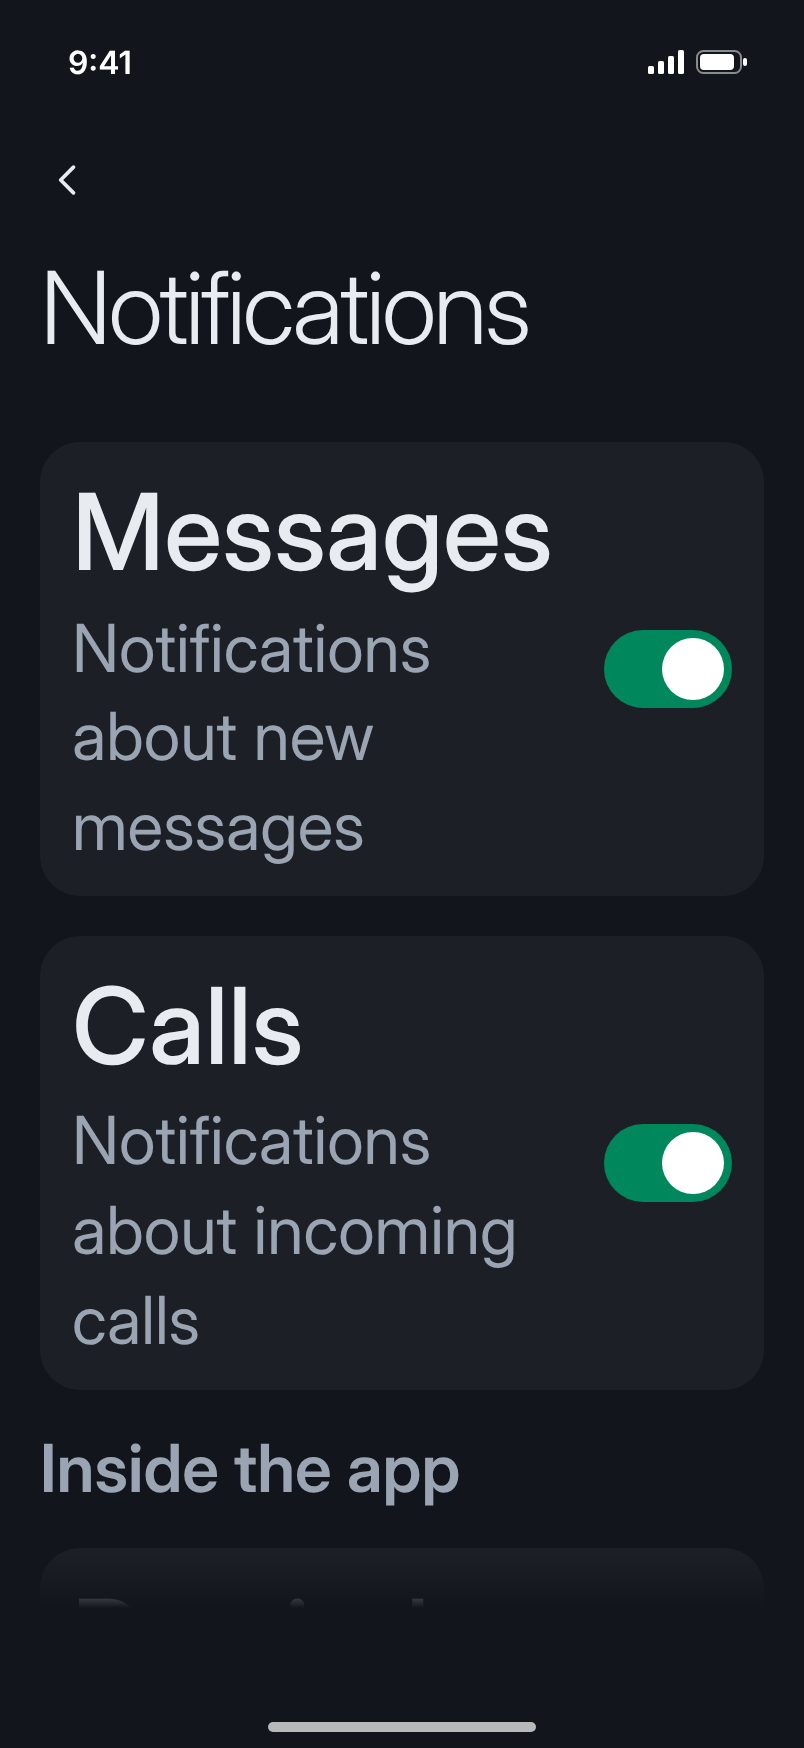 9:41
Notifications
Messages
Notifications
about new
messages
Calls
Notifications
about incoming
calls
Inside the app